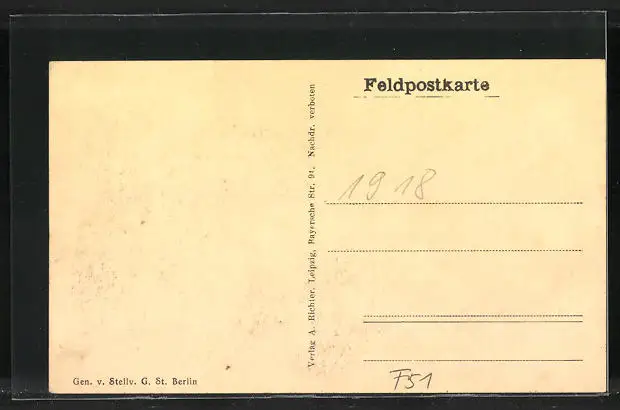 Feldpostkarte
1918
Verlag A. Richter, Leipzig, Bayersche Str. 91. Nachdr. verboten
Gen. v. Stellv. G. St. Berlin
F51